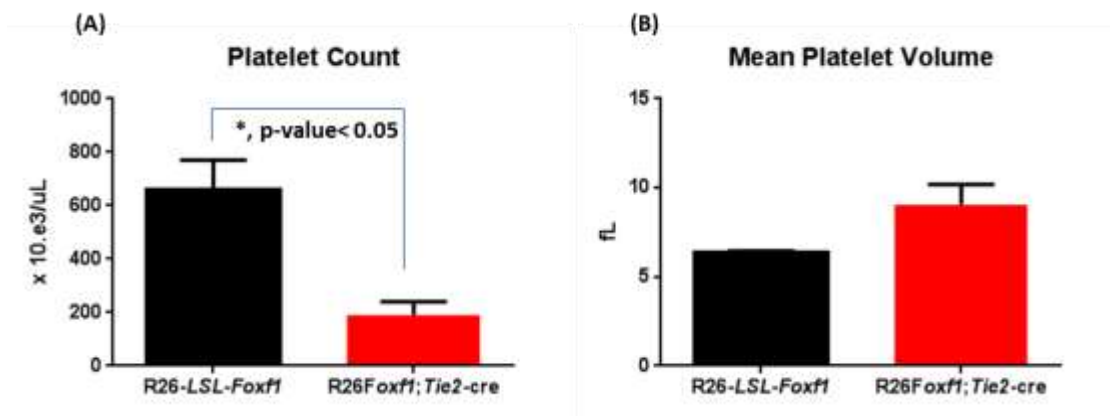 (A)
Platelet Count
1000
800
600
400
200
0
x 10.e3/uL
*, p-value< 0.05
R26-LSL-Foxf1
R26Foxf1;Tie2-cre
(B)
Mean Platelet Volume
15
10
5
0
fL
R26-LSL-Foxf1
R26Foxf1;Tie2-cre